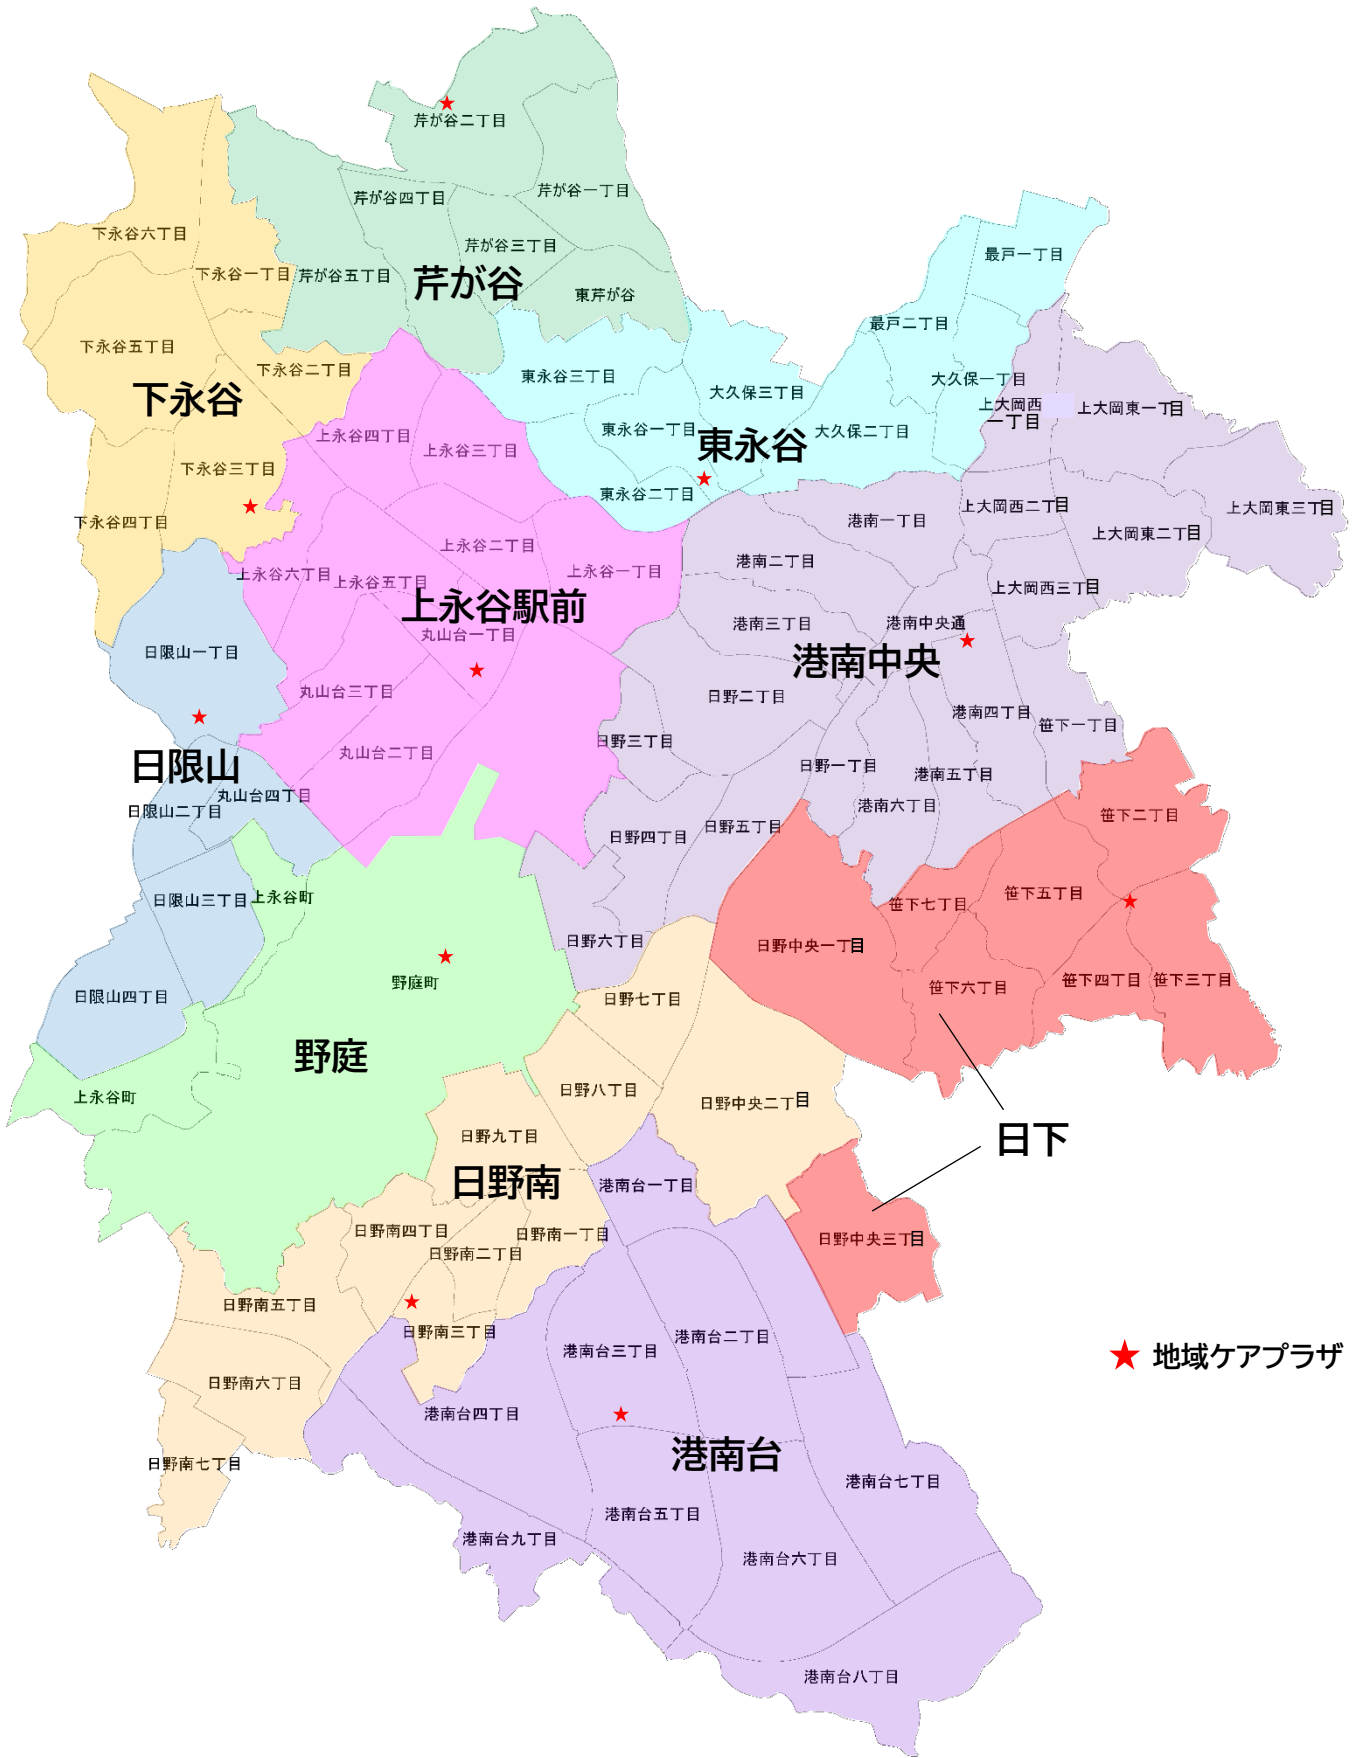 芹が谷二丁目
芹が谷一丁目
芹が谷四丁目
芹が谷三丁目
芹が谷五丁目
芹が谷
東芹が谷
下永谷六丁目
下永谷一丁目
下永谷五丁目
下永谷二丁目
下永谷
下永谷三丁目
下永谷四丁目
最戸一丁目
最戸二丁目
東永谷三丁目
大久保三丁目
大久保一丁目
東永谷一丁目
東永谷
大久保二丁目
東永谷二丁目
上大岡西
一丁目
上大岡東一丁目
上大岡西二丁目
上大岡東二丁目
上大岡東三丁目
上大岡西三丁目
上永谷四丁目
上永谷三丁目
上永谷二丁目
上永谷一丁目
上永谷六丁目
上永谷五丁目
上永谷駅前
丸山台一丁目
丸山台三丁目
丸山台二丁目
港南一丁目
港南二丁目
港南三丁目
港南中央通
港南中央
日野二丁目
港南四丁目
笹下一丁目
日野三丁目
日野一丁目
港南五丁目
港南六丁目
日野四丁目
日野五丁目
日野六丁目
日限山一丁目
日限山
丸山台四丁目
日限山二丁目
日限山三丁目
日限山四丁目
上永谷町
野庭町
野庭
上永谷町
笹下二丁目
笹下五丁目
笹下七丁目
日野中央一丁目
笹下六丁目
笹下四丁目
笹下三丁目
日下
日野中央三丁目
日野七丁目
日野八丁目
日野中央二丁目
日野九丁目
日野南
日野南四丁目
日野南一丁目
日野南二丁目
日野南五丁目
日野南三丁目
日野南六丁目
日野南七丁目
港南台一丁目
港南台二丁目
港南台三丁目
港南台四丁目
港南台
港南台七丁目
港南台五丁目
港南台九丁目
港南台六丁目
港南台八丁目
★ 地域ケアプラザ